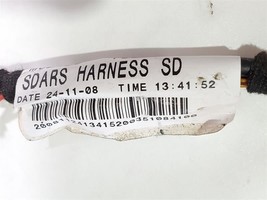 SDARS HARNESS SD
DATE 24-11-08 TIME 13:41:52